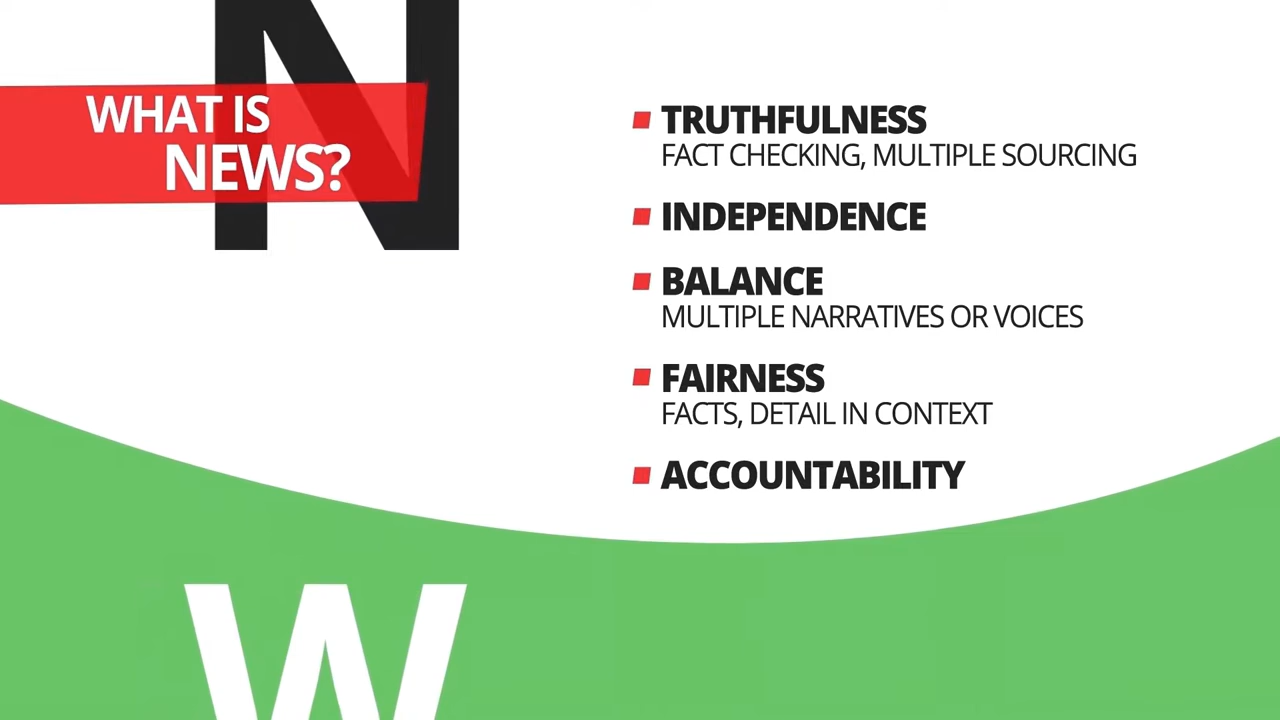 N
WHAT IS
NEWS?
TRUTHFULNESS
FACT CHECKING, MULTIPLE SOURCING
INDEPENDENCE
BALANCE
MULTIPLE NARRATIVES OR VOICES
FAIRNESS
FACTS, DETAIL IN CONTEXT
ACCOUNTABILITY
W